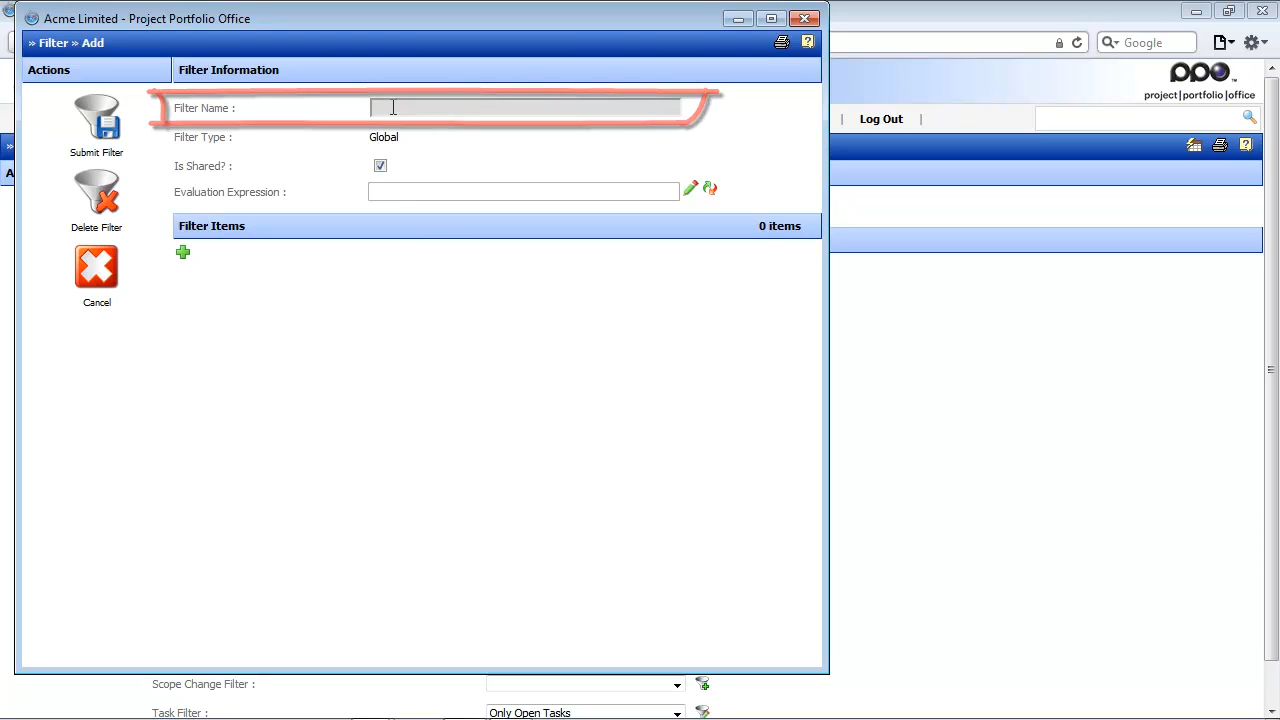 Acme Limited - Project Portfolio Office
» Filter » Add
Actions
Filter Information
Submit Filter
Delete Filter
Cancel
Filter Name :
Filter Type :
Global
Is Shared? :
Evaluation Expression :
Filter Items
0 items
Google
ppo™
project|portfolio|office
| Log Out |
»
A
Scope Change Filter :
Task Filter :
Only Open Tasks